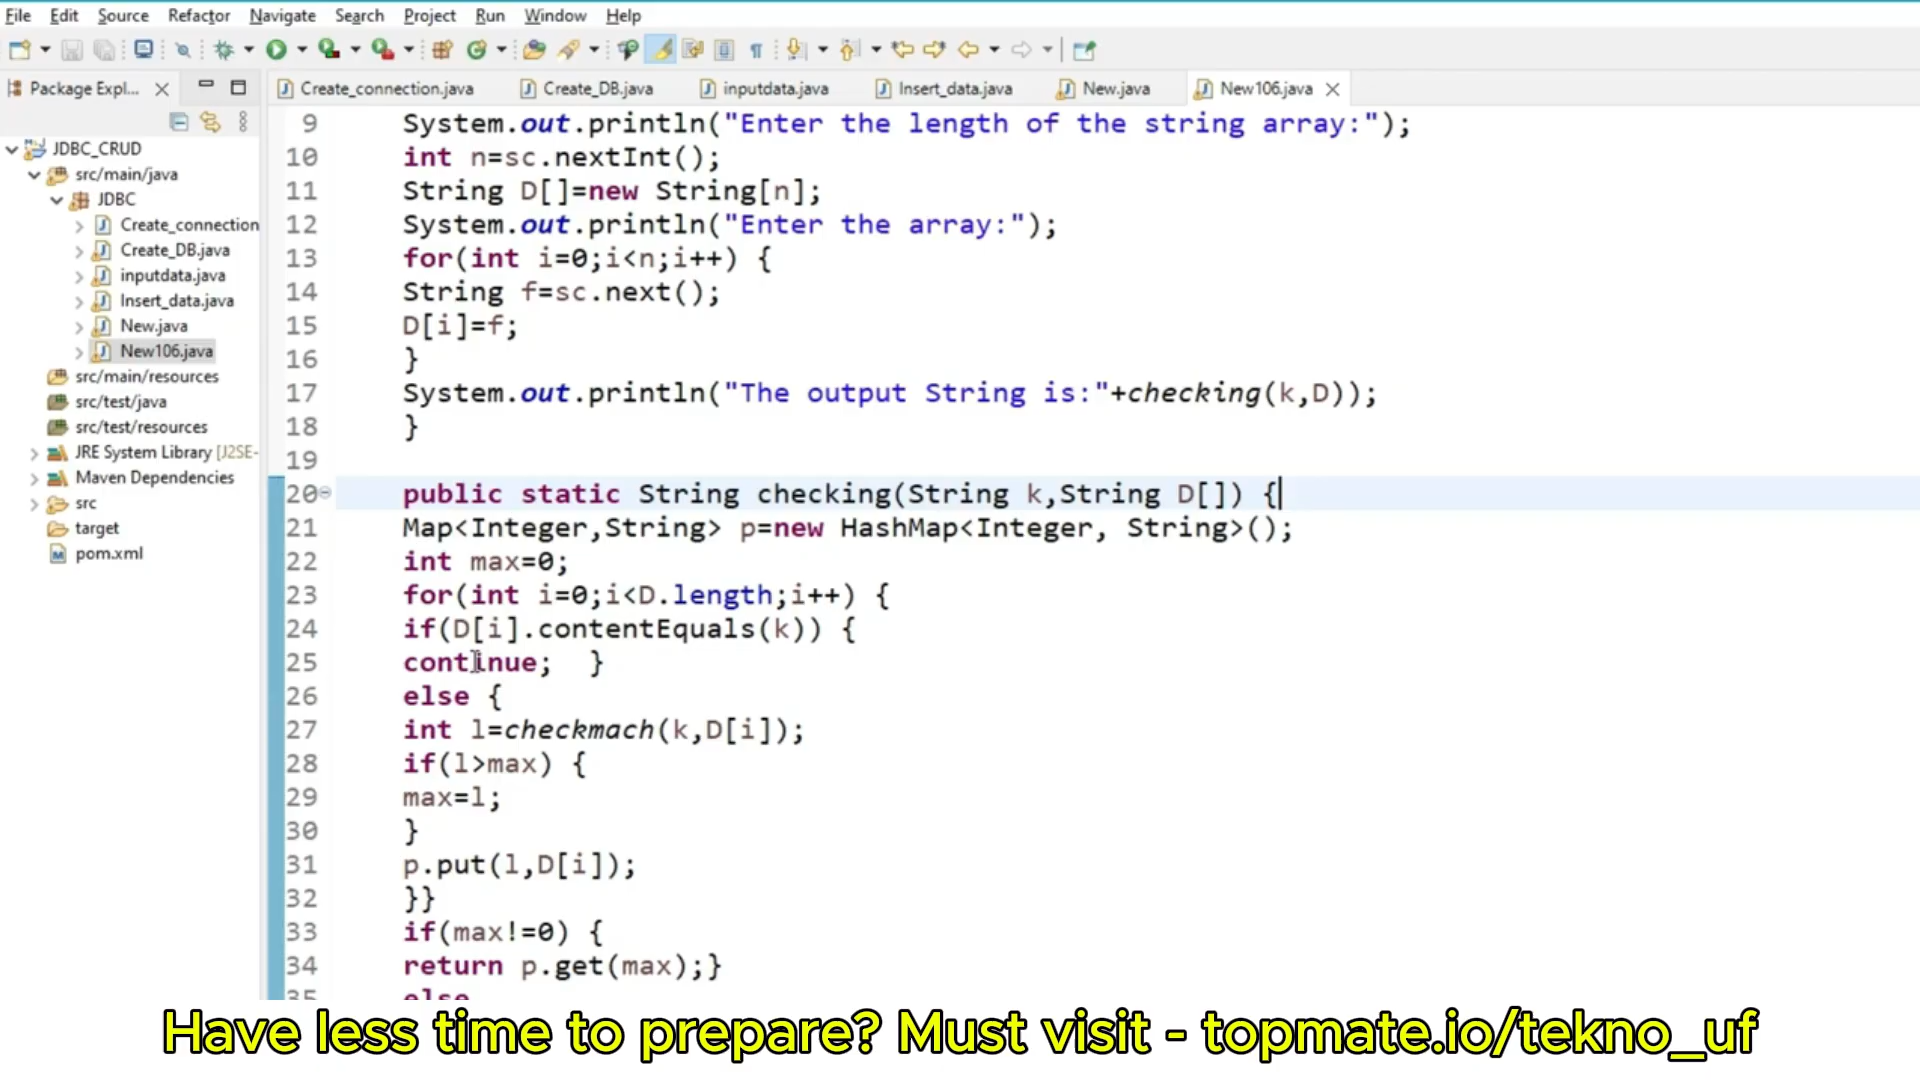 File Edit Source Refactor Navigate Search Project Run Window Help
Package Expl...
Create_connection.java Create_DB.java inputdata.java Insert_data.java New.java New106.java
JDBC_CRUD
src/main/java
JDBC
Create_connection
Create_DB.java
inputdata.java
Insert_data.java
New.java
New106.java
src/main/resources
src/test/java
src/test/resources
JRE System Library [J2SE-
Maven Dependencies
src
target
pom.xml
9 System.out.println("Enter the length of the string array:");
10 int n=sc.nextInt();
11 String D[]=new String[n];
12 System.out.println("Enter the array:");
13 for(int i=0;i<n;i++) {
14 String f=sc.next();
15 D[i]=f;
16 }
17 System.out.println("The output String is:"+checking(k,D));
18 }
19
20 public static String checking(String k,String D[]) {
21 Map<Integer,String> p=new HashMap<Integer, String>();
22 int max=0;
23 for(int i=0;i<D.length;i++) {
24 if(D[i].contentEquals(k)) {
25 continue; }
26 else {
27 int l=checkmach(k,D[i]);
28 if(l>max) {
29 max=l;
30 }
31 p.put(l,D[i]);
32 }}
33 if(max!=0) {
34 return p.get(max);}
35 else
Have less time to prepare? Must visit - topmate.io/tekno_uf